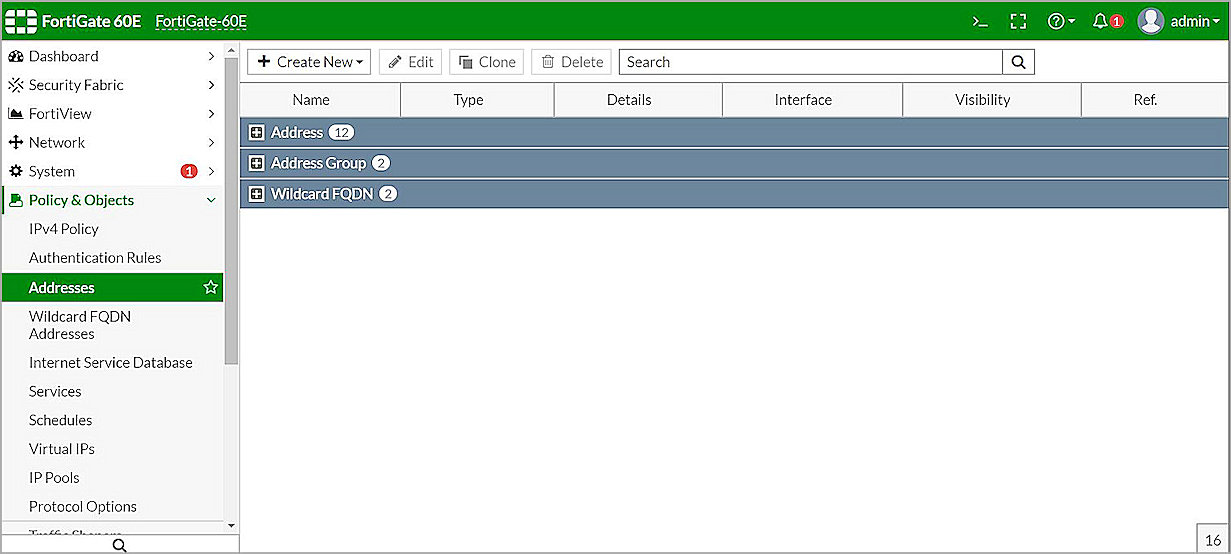 FortiGate 60E FortiGate-60E >_ 1 admin
Dashboard
Security Fabric
FortiView
Network
System 1
Policy & Objects
IPv4 Policy
Authentication Rules
Addresses
Wildcard FQDN
Addresses
Internet Service Database
Services
Schedules
Virtual IPs
IP Pools
Protocol Options
Traffic Shapers
+ Create New Edit Clone Delete Search
Name Type Details Interface Visibility Ref.
Address 12
Address Group 2
Wildcard FQDN 2
16